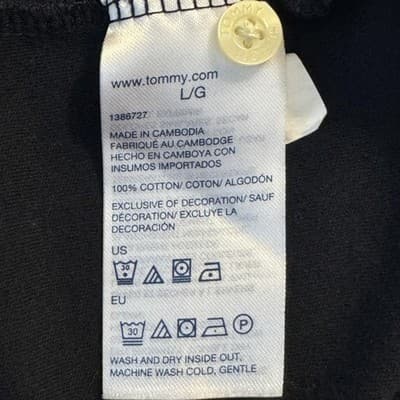 TOMMY
www.tommy.com
L/G
1386727
MADE IN CAMBODIA
FABRIQUÉ AU CAMBODGE
HECHO EN CAMBOYA CON
INSUMOS IMPORTADOS
100% COTTON/ COTON/ ALGODÓN
EXCLUSIVE OF DECORATION/ SAUF
DÉCORATION/ EXCLUYE LA
DECORACIÓN
US
30
EU
30 P
WASH AND DRY INSIDE OUT,
MACHINE WASH COLD, GENTLE